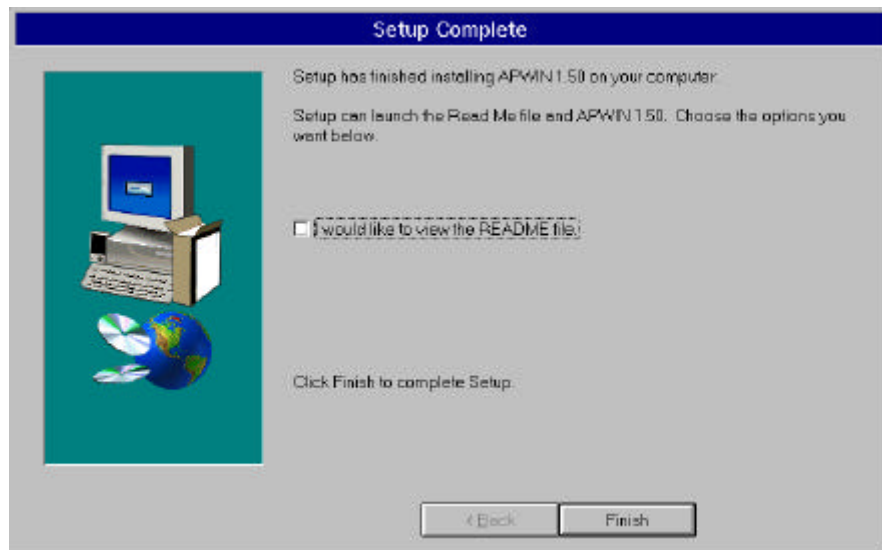 Setup Complete
Setup has finished installing APWIN 1.50 on your computer.
Setup can launch the Read Me file and APWIN 1.50. Choose the options you
want below.
I would like to view the README file.
Click Finish to complete Setup.
< Back
Finish